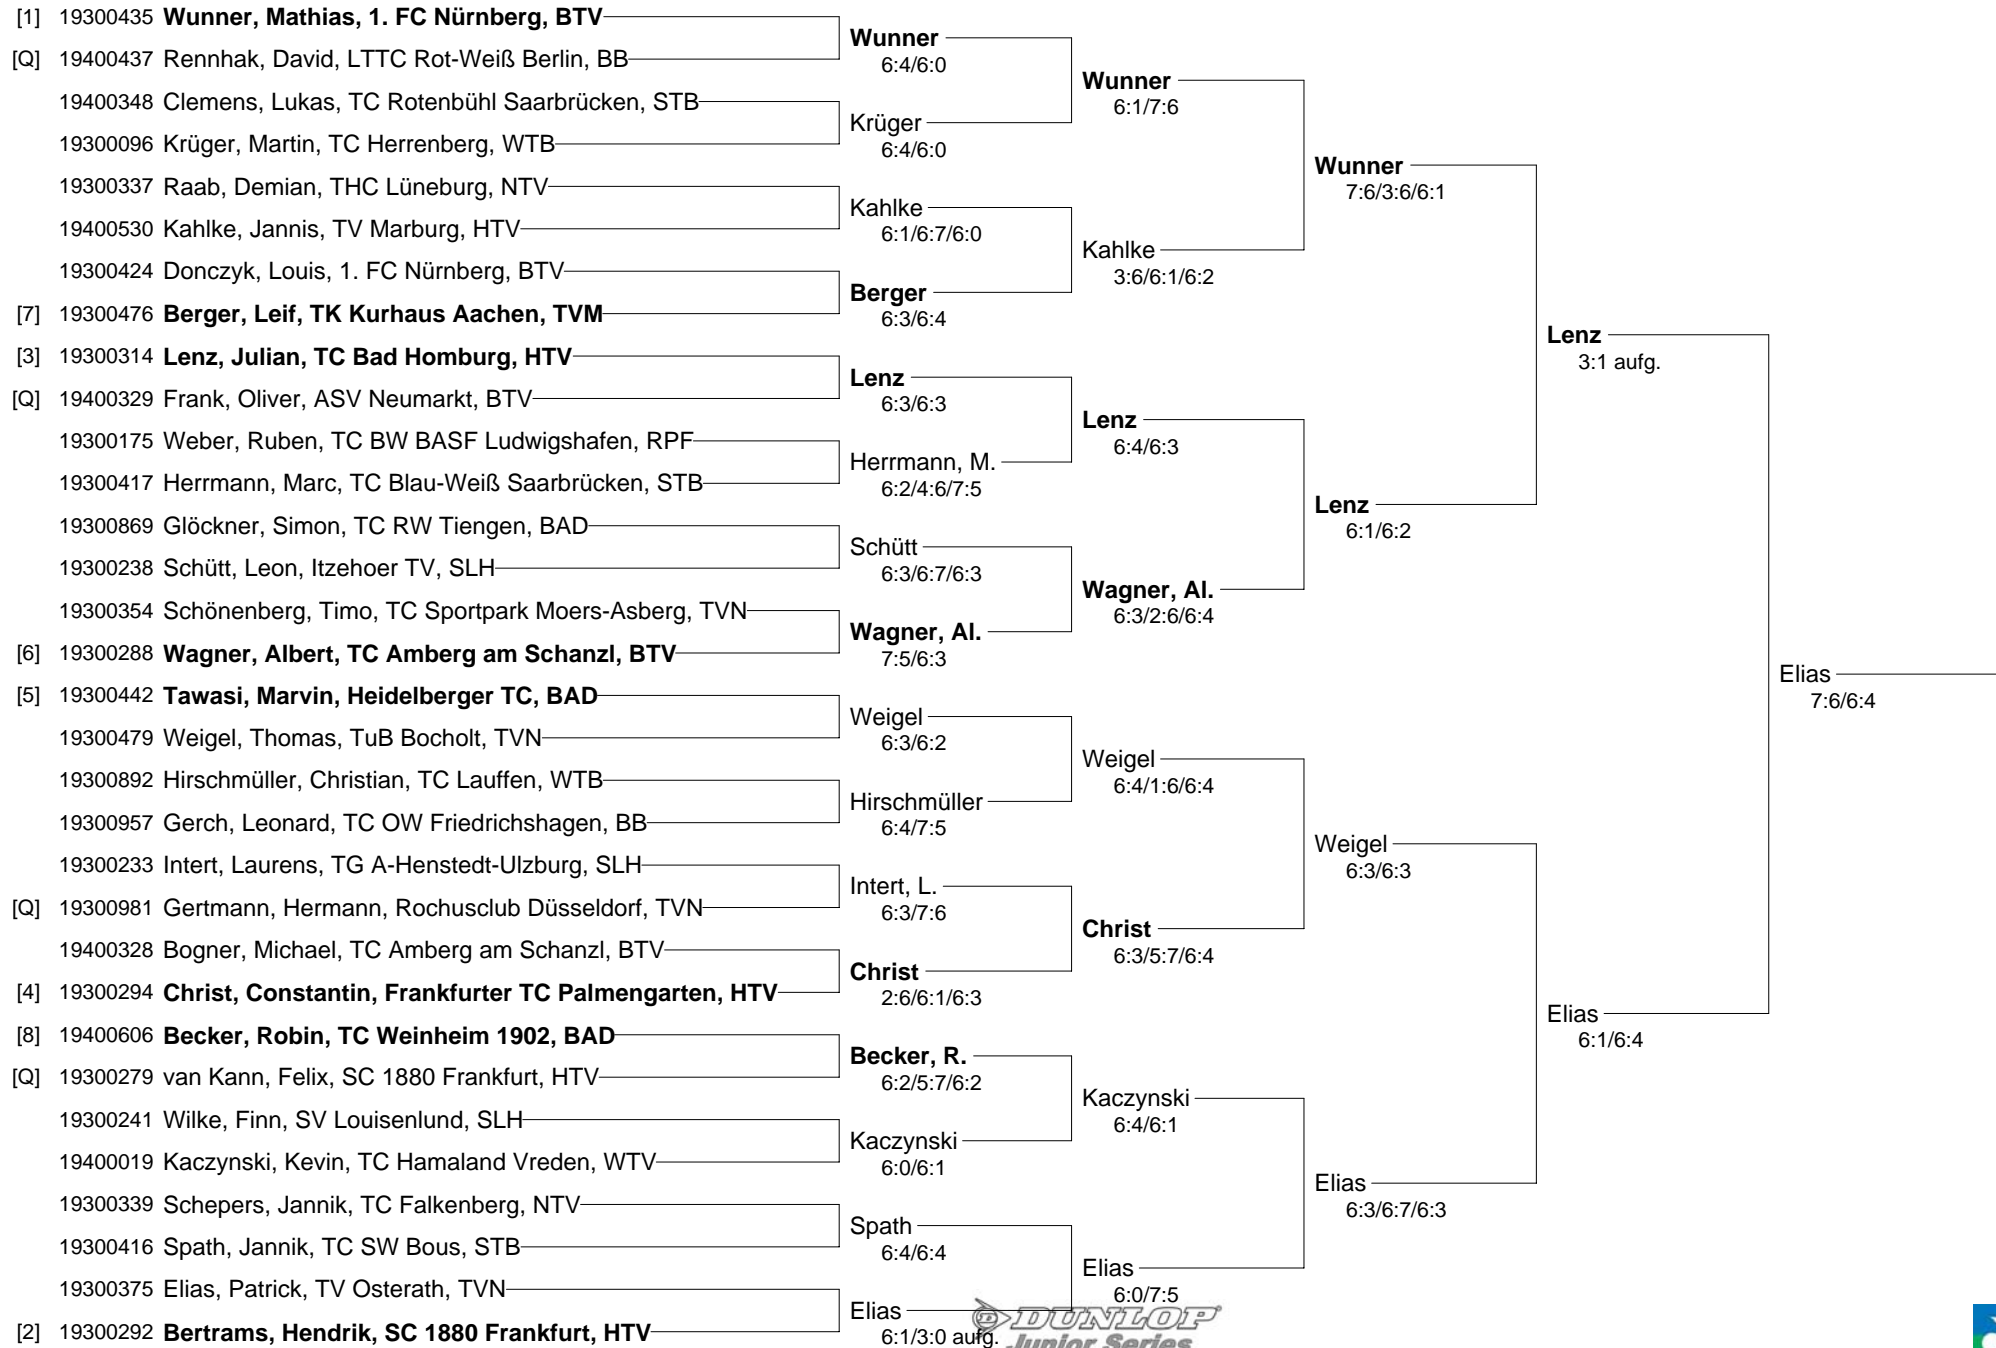 [1] 19300435 Wunner, Mathias, 1. FC Nürnberg, BTV
[Q] 19400437 Rennhak, David, LTTC Rot-Weiß Berlin, BB
19400348 Clemens, Lukas, TC Rotenbühl Saarbrücken, STB
19300096 Krüger, Martin, TC Herrenberg, WTB
19300337 Raab, Demian, THC Lüneburg, NTV
19400530 Kahlke, Jannis, TV Marburg, HTV
19300424 Donczyk, Louis, 1. FC Nürnberg, BTV
[7] 19300476 Berger, Leif, TK Kurhaus Aachen, TVM
[3] 19300314 Lenz, Julian, TC Bad Homburg, HTV
[Q] 19400329 Frank, Oliver, ASV Neumarkt, BTV
19300175 Weber, Ruben, TC BW BASF Ludwigshafen, RPF
19300417 Herrmann, Marc, TC Blau-Weiß Saarbrücken, STB
19300869 Glöckner, Simon, TC RW Tiengen, BAD
19300238 Schütt, Leon, Itzehoer TV, SLH
19300354 Schönenberg, Timo, TC Sportpark Moers-Asberg, TVN
[6] 19300288 Wagner, Albert, TC Amberg am Schanzl, BTV
[5] 19300442 Tawasi, Marvin, Heidelberger TC, BAD
19300479 Weigel, Thomas, TuB Bocholt, TVN
19300892 Hirschmüller, Christian, TC Lauffen, WTB
19300957 Gerch, Leonard, TC OW Friedrichshagen, BB
19300233 Intert, Laurens, TG A-Henstedt-Ulzburg, SLH
[Q] 19300981 Gertmann, Hermann, Rochusclub Düsseldorf, TVN
19400328 Bogner, Michael, TC Amberg am Schanzl, BTV
[4] 19300294 Christ, Constantin, Frankfurter TC Palmengarten, HTV
[8] 19400606 Becker, Robin, TC Weinheim 1902, BAD
[Q] 19300279 van Kann, Felix, SC 1880 Frankfurt, HTV
19300241 Wilke, Finn, SV Louisenlund, SLH
19400019 Kaczynski, Kevin, TC Hamaland Vreden, WTV
19300339 Schepers, Jannik, TC Falkenberg, NTV
19300416 Spath, Jannik, TC SW Bous, STB
19300375 Elias, Patrick, TV Osterath, TVN
[2] 19300292 Bertrams, Hendrik, SC 1880 Frankfurt, HTV
Wunner
6:4/6:0
Krüger
6:4/6:0
Kahlke
6:1/6:7/6:0
Berger
6:3/6:4
Lenz
6:3/6:3
Herrmann, M.
6:2/4:6/7:5
Schütt
6:3/6:7/6:3
Wagner, Al.
7:5/6:3
Weigel
6:3/6:2
Hirschmüller
6:4/7:5
Intert, L.
6:3/7:6
Christ
2:6/6:1/6:3
Becker, R.
6:2/5:7/6:2
Kaczynski
6:0/6:1
Spath
6:4/6:4
Elias
6:1/3:0 aufg.
Wunner
6:1/7:6
Kahlke
3:6/6:1/6:2
Lenz
6:4/6:3
Wagner, Al.
6:3/2:6/6:4
Weigel
6:4/1:6/6:4
Christ
6:3/5:7/6:4
Kaczynski
6:4/6:1
Elias
6:0/7:5
Wunner
7:6/3:6/6:1
Lenz
6:1/6:2
Weigel
6:3/6:3
Elias
6:3/6:7/6:3
Lenz
3:1 aufg.
Elias
6:1/6:4
Elias
7:6/6:4
DUNLOP
Junior Series